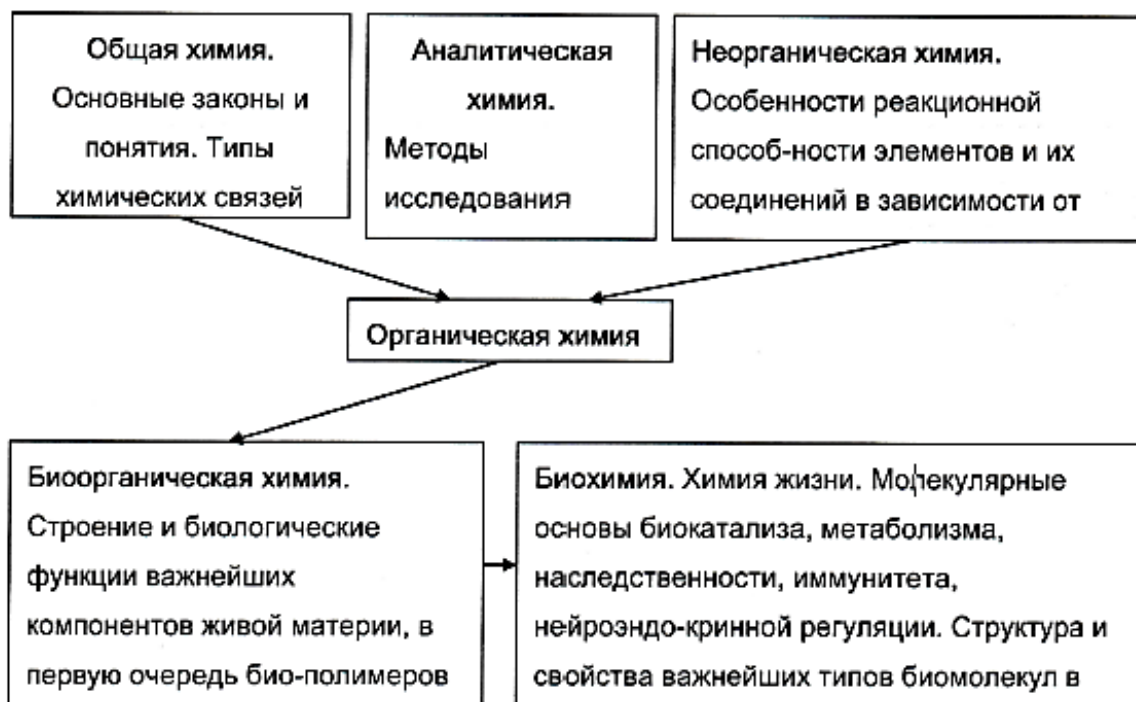 Общая химия.
Основные законы и
понятия. Типы
химических связей
Аналитическая
химия.
Методы
исследования
Неорганическая химия.
Особенности реакционной
способ-ности элементов и их
соединений в зависимости от
Органическая химия
Биоорганическая химия.
Строение и биологические
функции важнейших
компонентов живой материи, в
первую очередь био-полимеров
Биохимия. Химия жизни. Молекулярные
основы биокатализа, метаболизма,
наследственности, иммунитета,
нейроэндо-кринной регуляции. Структура и
свойства важнейших типов биомолекул в